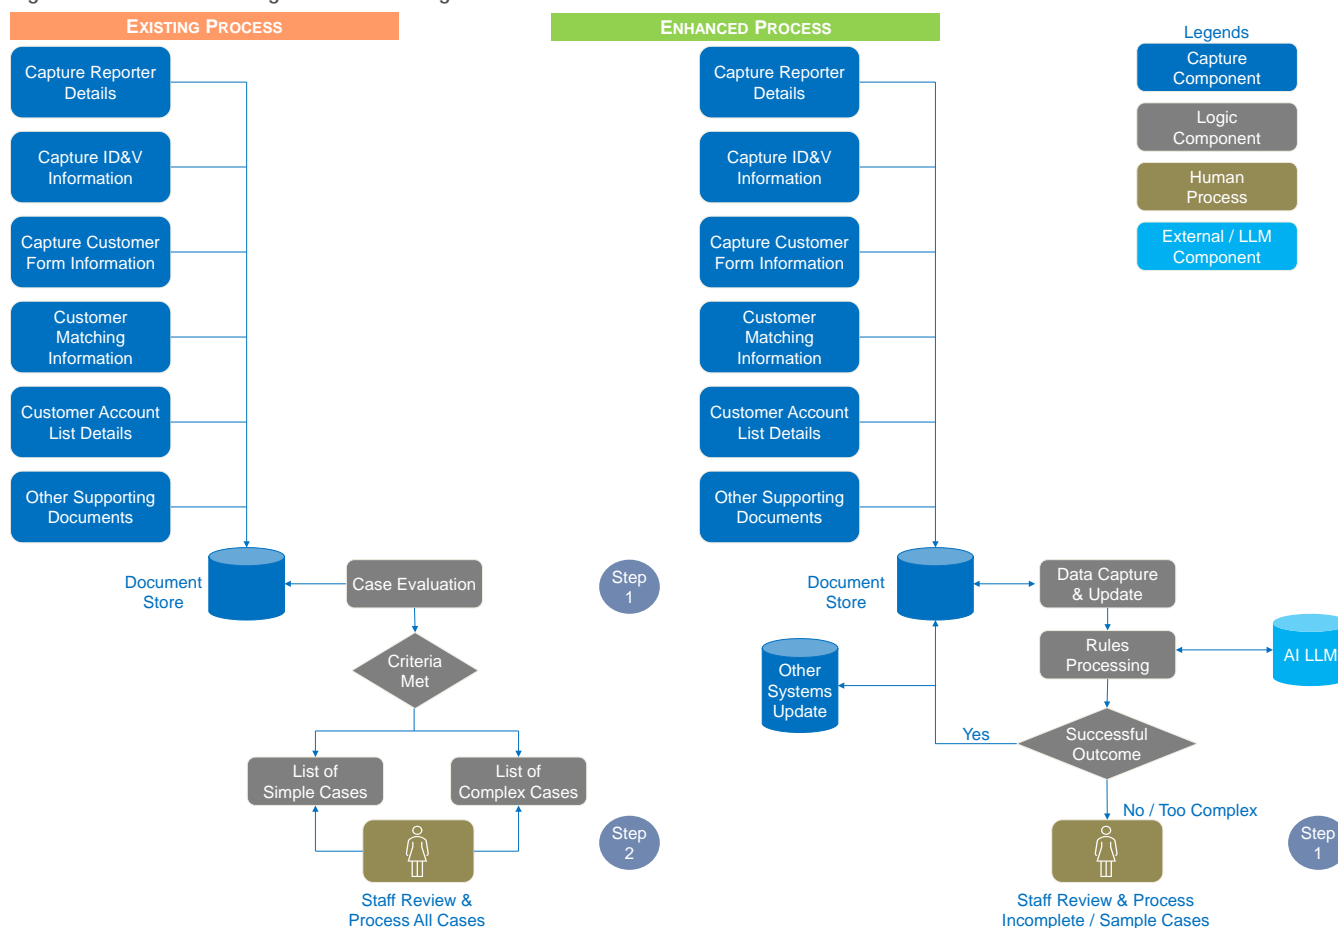 EXISTING PROCESS
Capture Reporter
Details
Capture ID&V
Information
Capture Customer
Form Information
Customer
Matching
Information
Customer Account
List Details
Other Supporting
Documents
Document
Store
Case Evaluation
Criteria
Met
List of
Simple Cases
List of
Complex Cases
Staff Review &
Process All Cases
Step
1
Step
2
ENHANCED PROCESS
Capture Reporter
Details
Capture ID&V
Information
Capture Customer
Form Information
Customer
Matching
Information
Customer Account
List Details
Other Supporting
Documents
Document
Store
Data Capture
& Update
Rules
Processing
AI LLM
Other
Systems
Update
Yes
Successful
Outcome
No / Too Complex
Staff Review & Process
Incomplete / Sample Cases
Step
1
Legends
Capture
Component
Logic
Component
Human
Process
External / LLM
Component